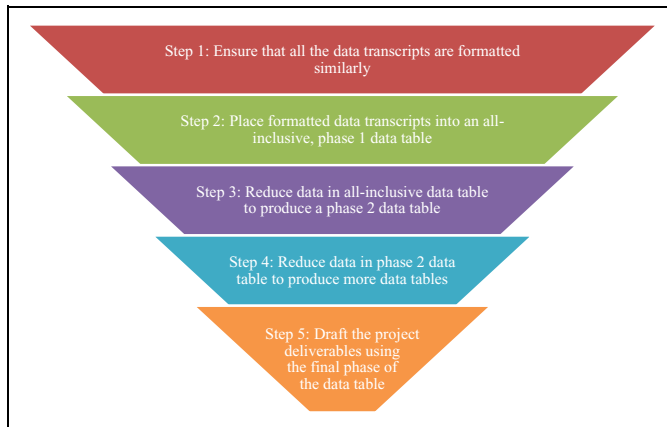 Step 1: Ensure that all the data transcripts are formatted
similarly
Step 2: Place formatted data transcripts into an all-
inclusive, phase 1 data table
Step 3: Reduce data in all-inclusive data table
to produce a phase 2 data table
Step 4: Reduce data in phase 2 data
table to produce more data tables
Step 5: Draft the project
deliverables using
the final phase of
the data table